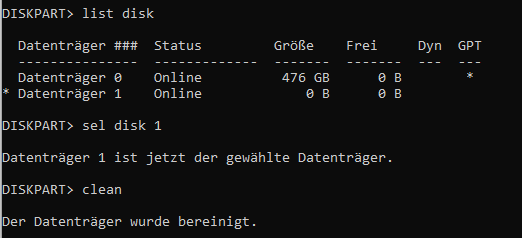 DISKPART> list disk
Datenträger ### Status Größe Frei Dyn GPT
--------------- ------------- ------- ------- --- ---
Datenträger 0 Online 476 GB 0 B *
* Datenträger 1 Online 0 B 0 B
DISKPART> sel disk 1
Datenträger 1 ist jetzt der gewählte Datenträger.
DISKPART> clean
Der Datenträger wurde bereinigt.